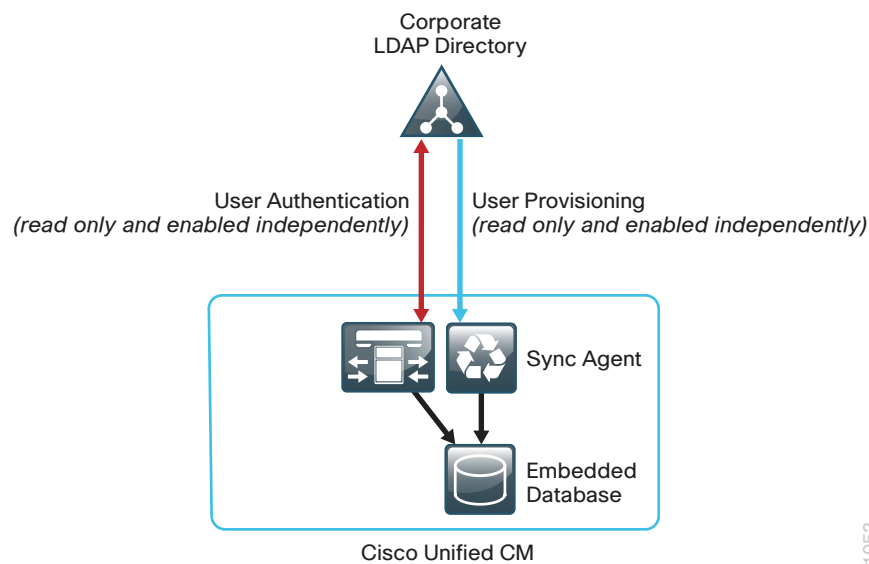 Corporate
LDAP Directory
User Authentication
(read only and enabled independently)
User Provisioning
(read only and enabled independently)
Sync Agent
Embedded
Database
Cisco Unified CM